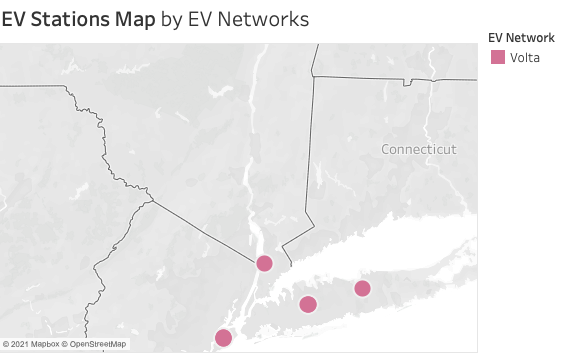 EV Stations Map by EV Networks
EV Network
Volta
Connecticut
© 2021 Mapbox © OpenStreetMap